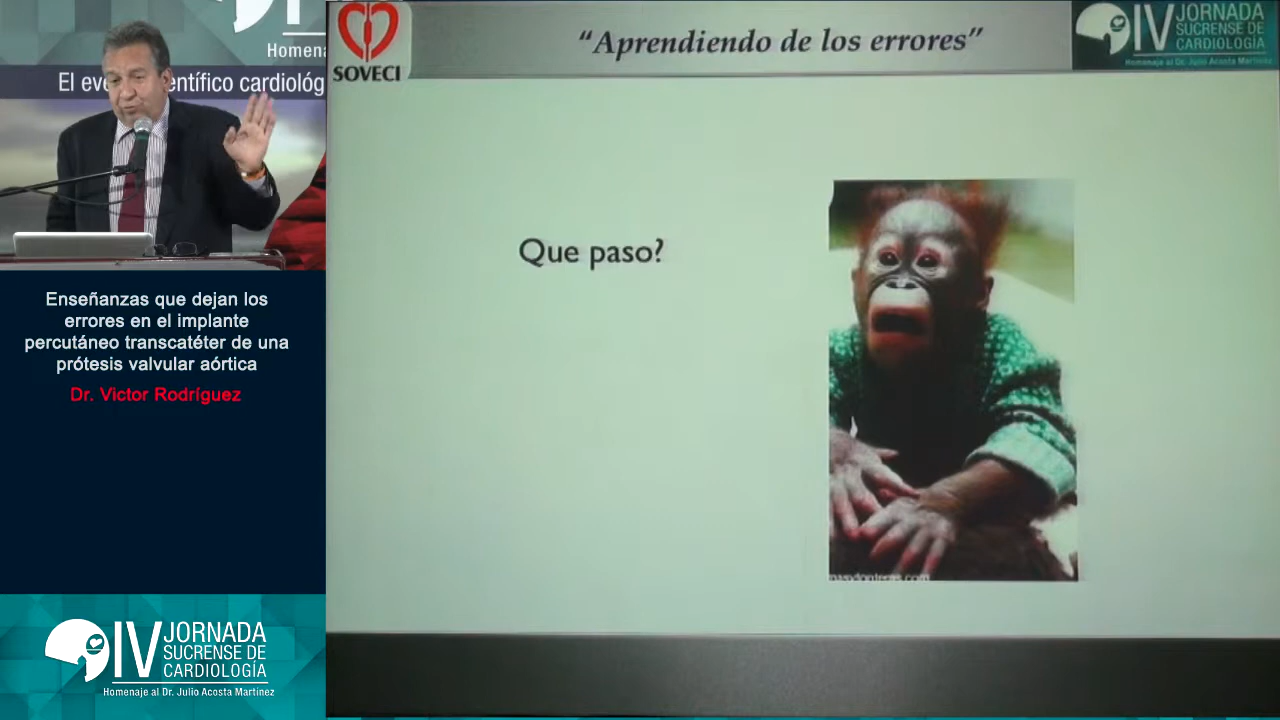 Homena
El eve
entífico cardiológ
Enseñanzas que dejan los
errores en el implante
percutáneo transcatéter de una
prótesis valvular aórtica
Dr. Victor Rodríguez
IV JORNADA
SUCRENSE DE
CARDIOLOGÍA
Homenaje al Dr. Julio Acosta Martínez
SOVECI
“Aprendiendo de los errores”
IV JORNADA
SUCRENSE DE
CARDIOLOGÍA
Homenaje al Dr. Julio Acosta Martínez
Que paso?